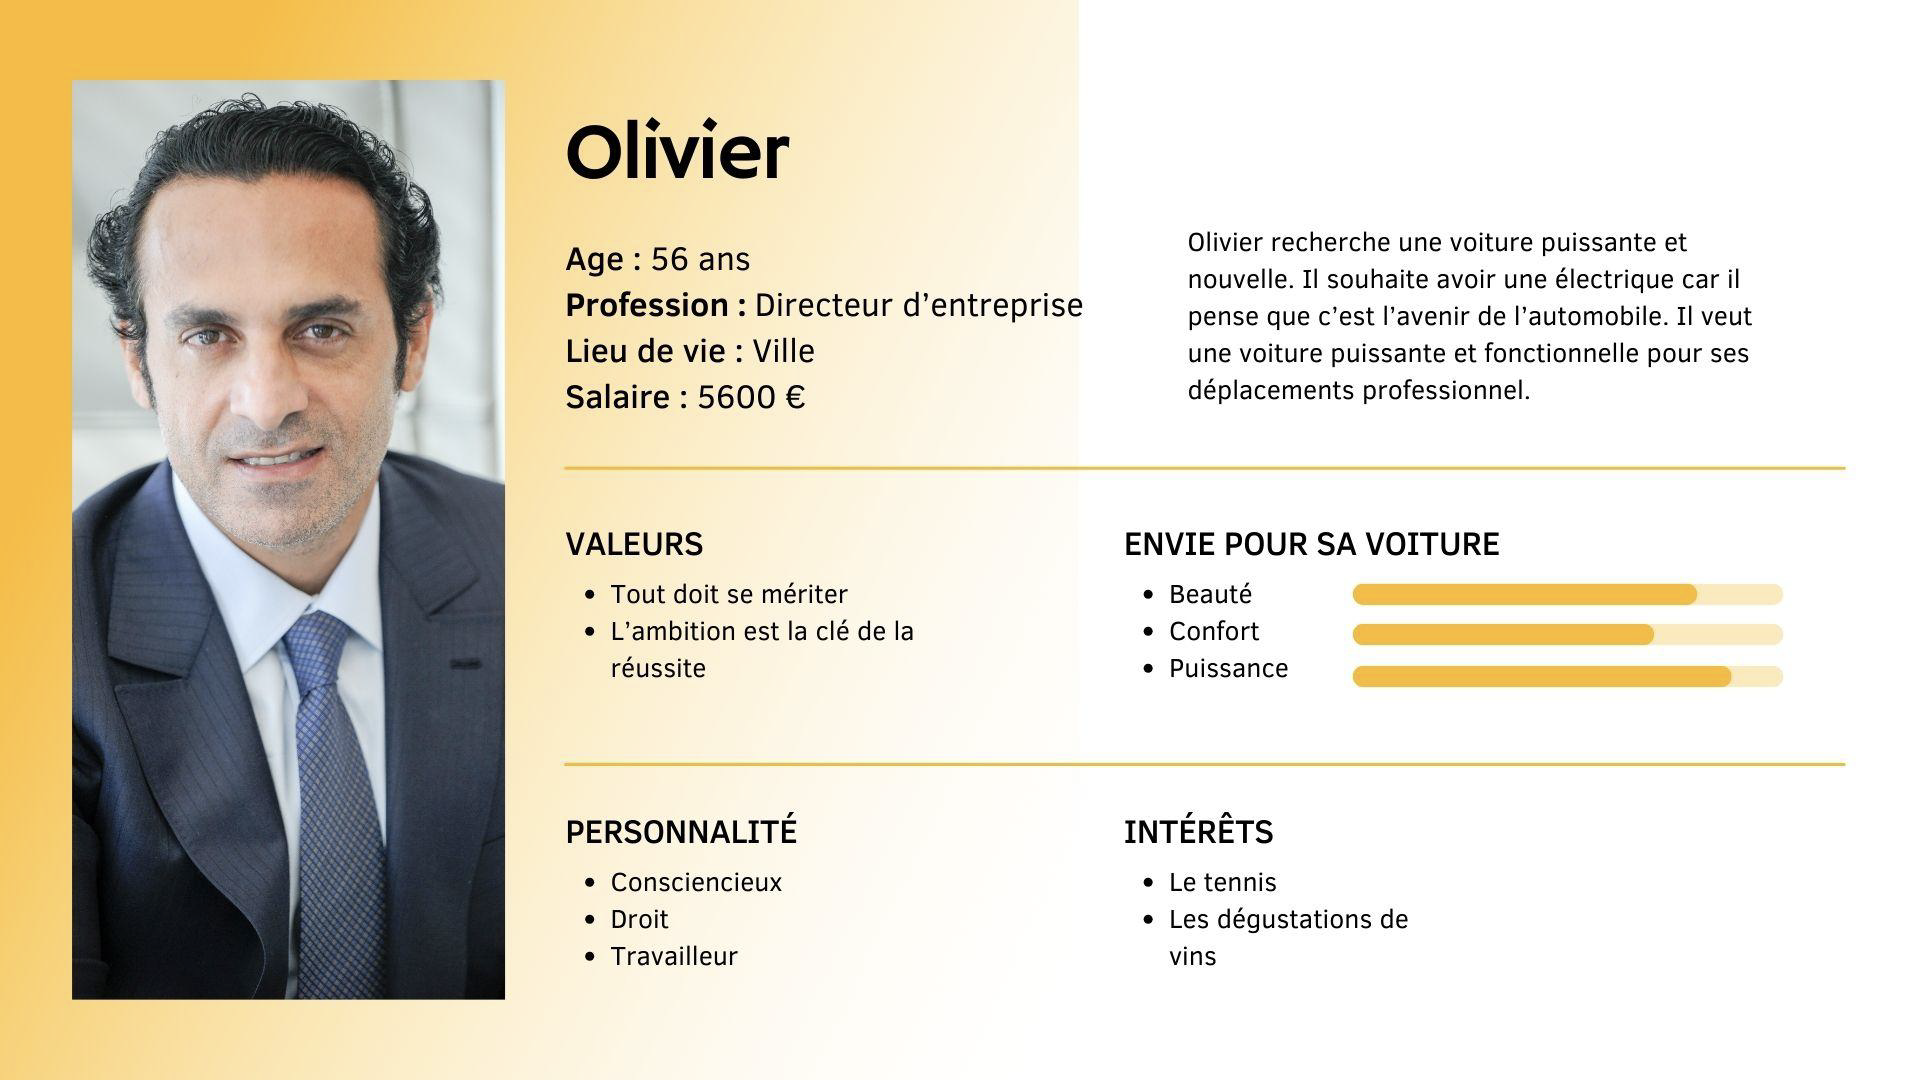 Olivier
Age : 56 ans
Profession : Directeur d’entreprise
Lieu de vie : Ville
Salaire : 5600 €
Olivier recherche une voiture puissante et
nouvelle. Il souhaite avoir une électrique car il
pense que c’est l’avenir de l’automobile. Il veut
une voiture puissante et fonctionnelle pour ses
déplacements professionnel.
VALEURS
• Tout doit se mériter
• L’ambition est la clé de la
réussite
ENVIE POUR SA VOITURE
• Beauté
• Confort
• Puissance
PERSONNALITÉ
• Consciencieux
• Droit
• Travailleur
INTÉRÊTS
• Le tennis
• Les dégustations de
vins